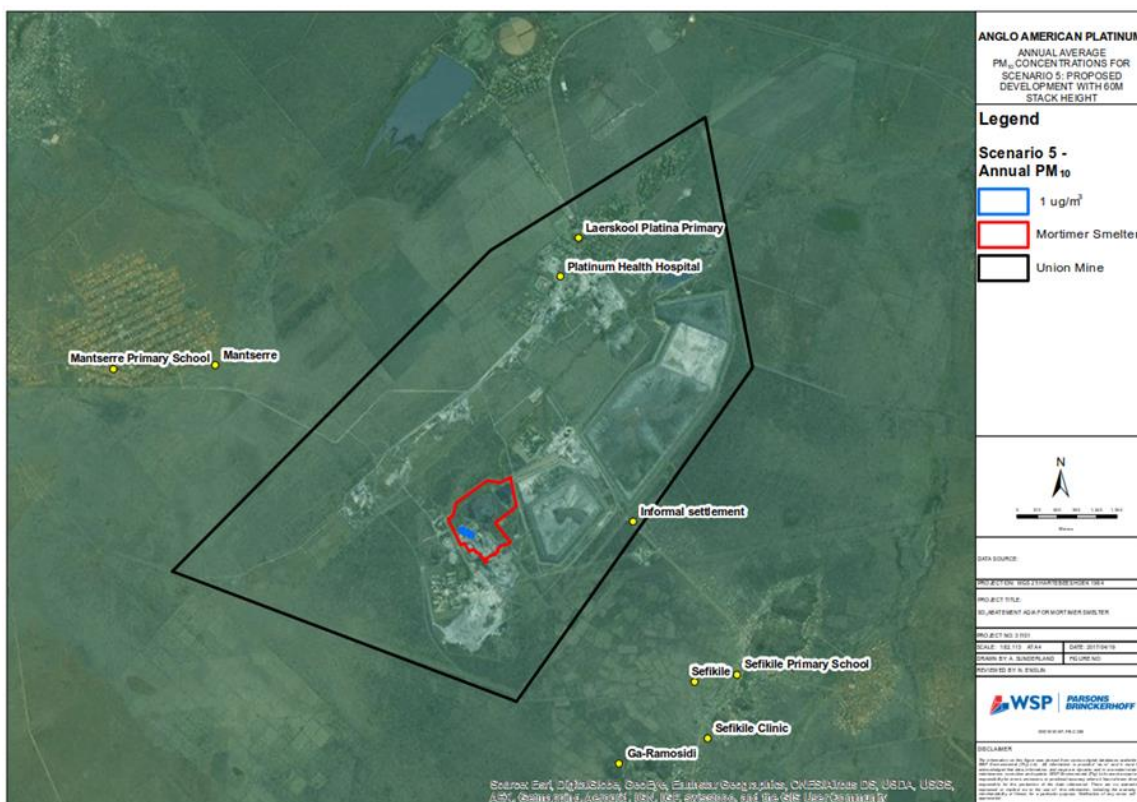 ANGLO AMERICAN PLATINUM
ANNUAL AVERAGE
PM₁₀ CONCENTRATIONS FOR
SCENARIO 5: PROPOSED
DEVELOPMENT WITH 60M
STACK HEIGHT
Legend
Scenario 5 -
Annual PM₁₀
1 ug/m³
Mortimer Smelter
Union Mine
Laerskool Platina Primary
Platinum Health Hospital
Mantserre Primary School
Mantserre
Informal settlement
Sefikile Primary School
Sefikile
Sefikile Clinic
Ga-Ramosidi
N
DATA SOURCE:
PROJECT TITLE:
DRAWN BY: A. SUNDERLAND
FIGURE NO:
REVIEWED BY: N. ENSLIN
WSP
PARSONS
BRINCKERHOFF
DISCLAIMER
Source: Esri, DigitalGlobe, GeoEye, Earthstar Geographics, CNES/Airbus DS, USDA, USGS,
AEX, Getmapping, Aerogrid, IGN, IGP, swisstopo, and the GIS User Community